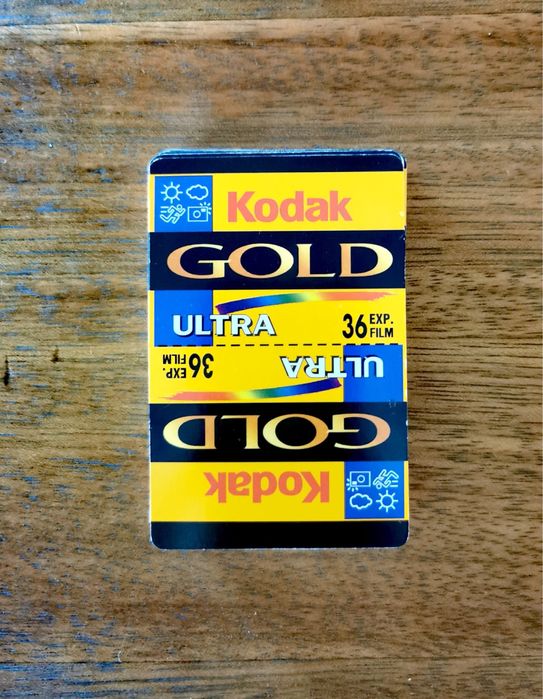 Kodak
GOLD
ULTRA 36 EXP. FILM
ULTRA 36 EXP. FILM
GOLD
Kodak